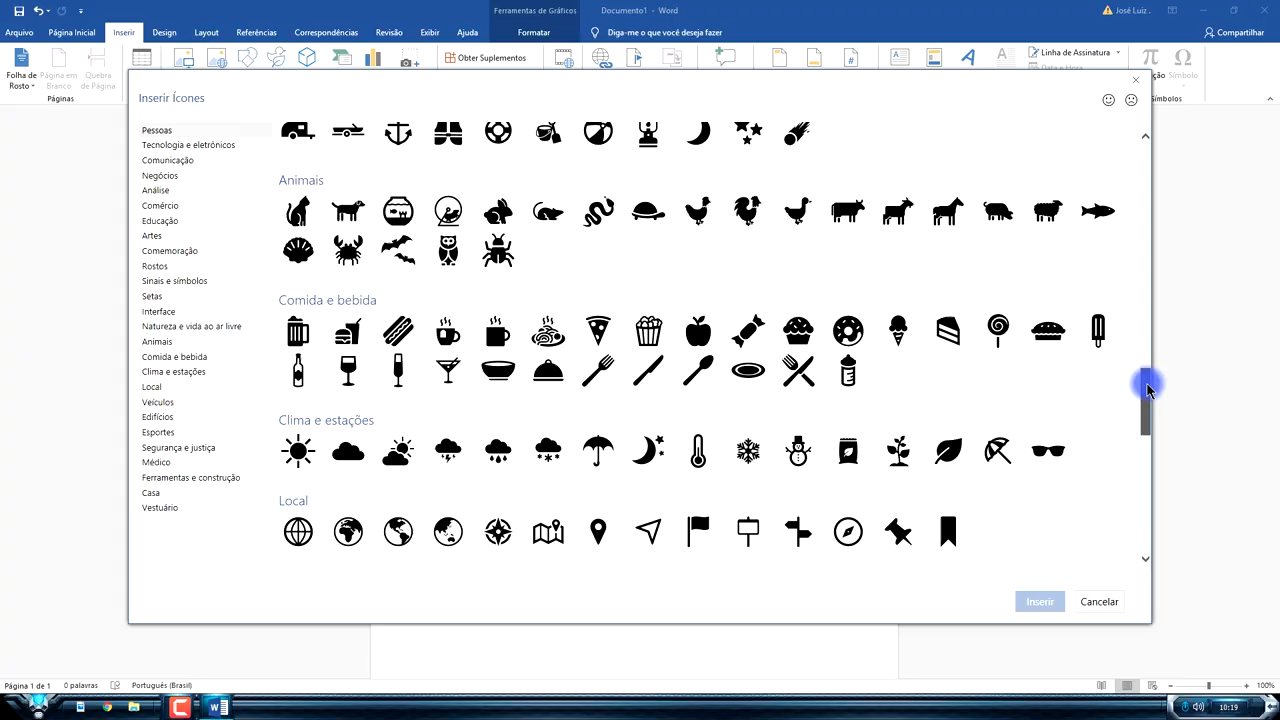 Ferramentas de Gráficos
Documento1 - Word
José Luiz .
Arquivo
Página Inicial
Inserir
Design
Layout
Referências
Correspondências
Revisão
Exibir
Ajuda
Formatar
Diga-me o que você deseja fazer
Compartilhar
Folha de
Rosto
Página em
Branco
Quebra
de Página
Páginas
Obter Suplementos
Linha de Assinatura
Data e Hora
Símbolo
Inserir Ícones
Pessoas
Tecnologia e eletrônicos
Comunicação
Negócios
Análise
Comércio
Educação
Artes
Comemoração
Rostos
Sinais e símbolos
Setas
Interface
Natureza e vida ao ar livre
Animais
Comida e bebida
Clima e estações
Local
Veículos
Edifícios
Esportes
Segurança e justiça
Médico
Ferramentas e construção
Casa
Vestuário
Animais
Comida e bebida
Clima e estações
Local
Inserir
Cancelar
Página 1 de 1
0 palavras
Português (Brasil)
100%
10:19